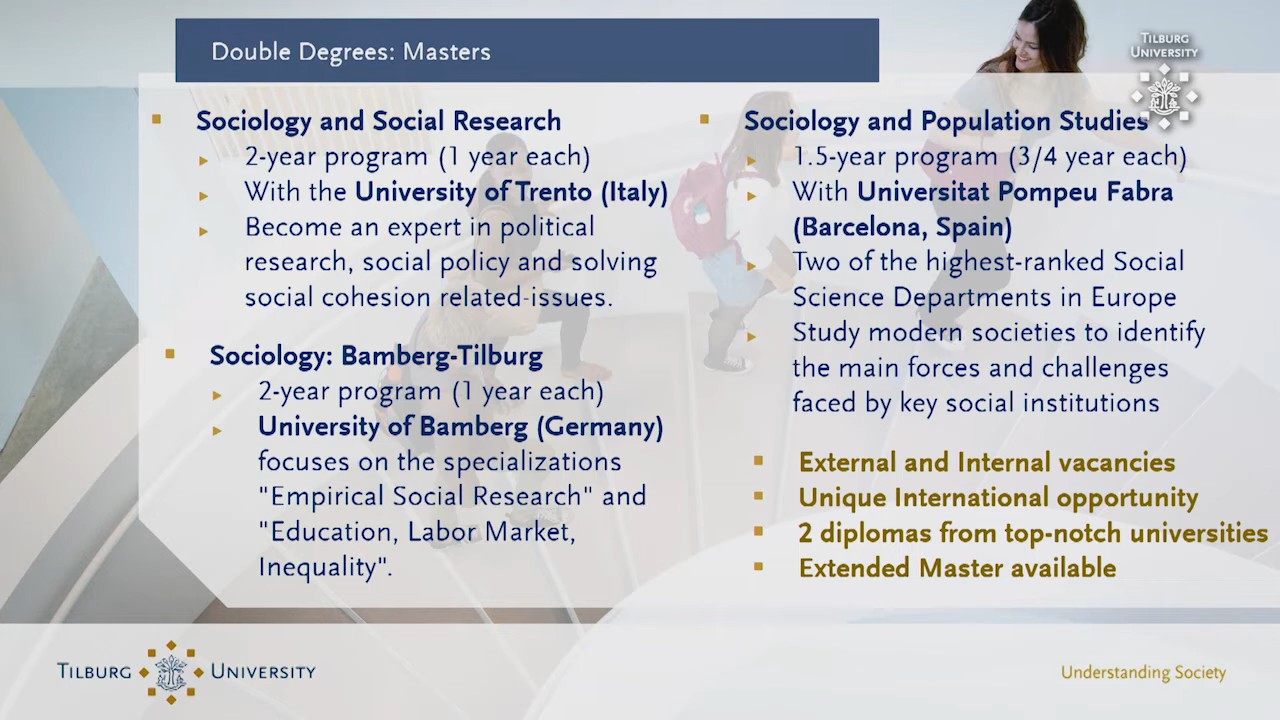 Double Degrees: Masters
TILBURG
UNIVERSITY
Sociology and Social Research
2-year program (1 year each)
With the University of Trento (Italy)
Become an expert in political
research, social policy and solving
social cohesion related-issues.
Sociology: Bamberg-Tilburg
2-year program (1 year each)
University of Bamberg (Germany)
focuses on the specializations
"Empirical Social Research" and
"Education, Labor Market,
Inequality".
Sociology and Population Studies
1.5-year program (3/4 year each)
With Universitat Pompeu Fabra
(Barcelona, Spain)
Two of the highest-ranked Social
Science Departments in Europe
Study modern societies to identify
the main forces and challenges
faced by key social institutions
External and Internal vacancies
Unique International opportunity
2 diplomas from top-notch universities
Extended Master available
TILBURG UNIVERSITY
Understanding Society